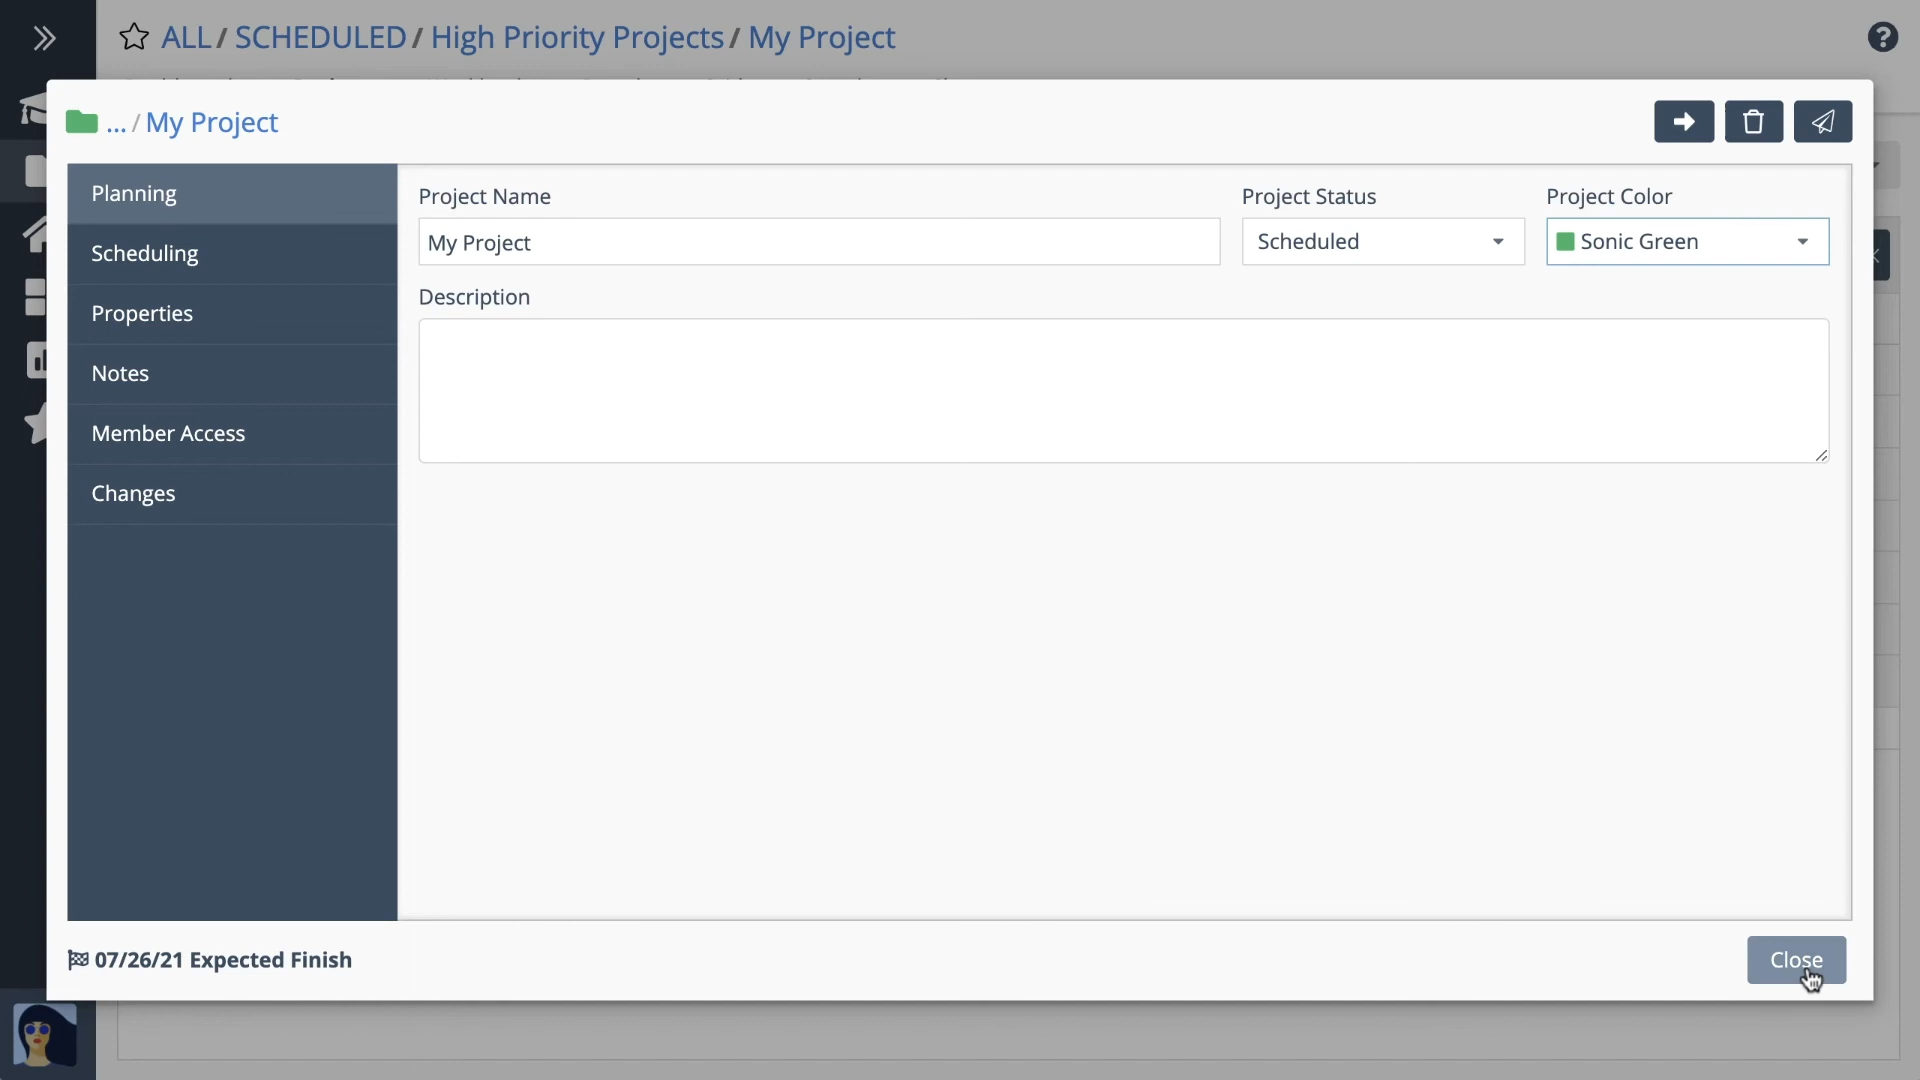 ALL / SCHEDULED / High Priority Projects / My Project
... / My Project
Planning
Scheduling
Properties
Notes
Member Access
Changes
Project Name
My Project
Project Status
Scheduled
Project Color
Sonic Green
Description
07/26/21 Expected Finish
Close